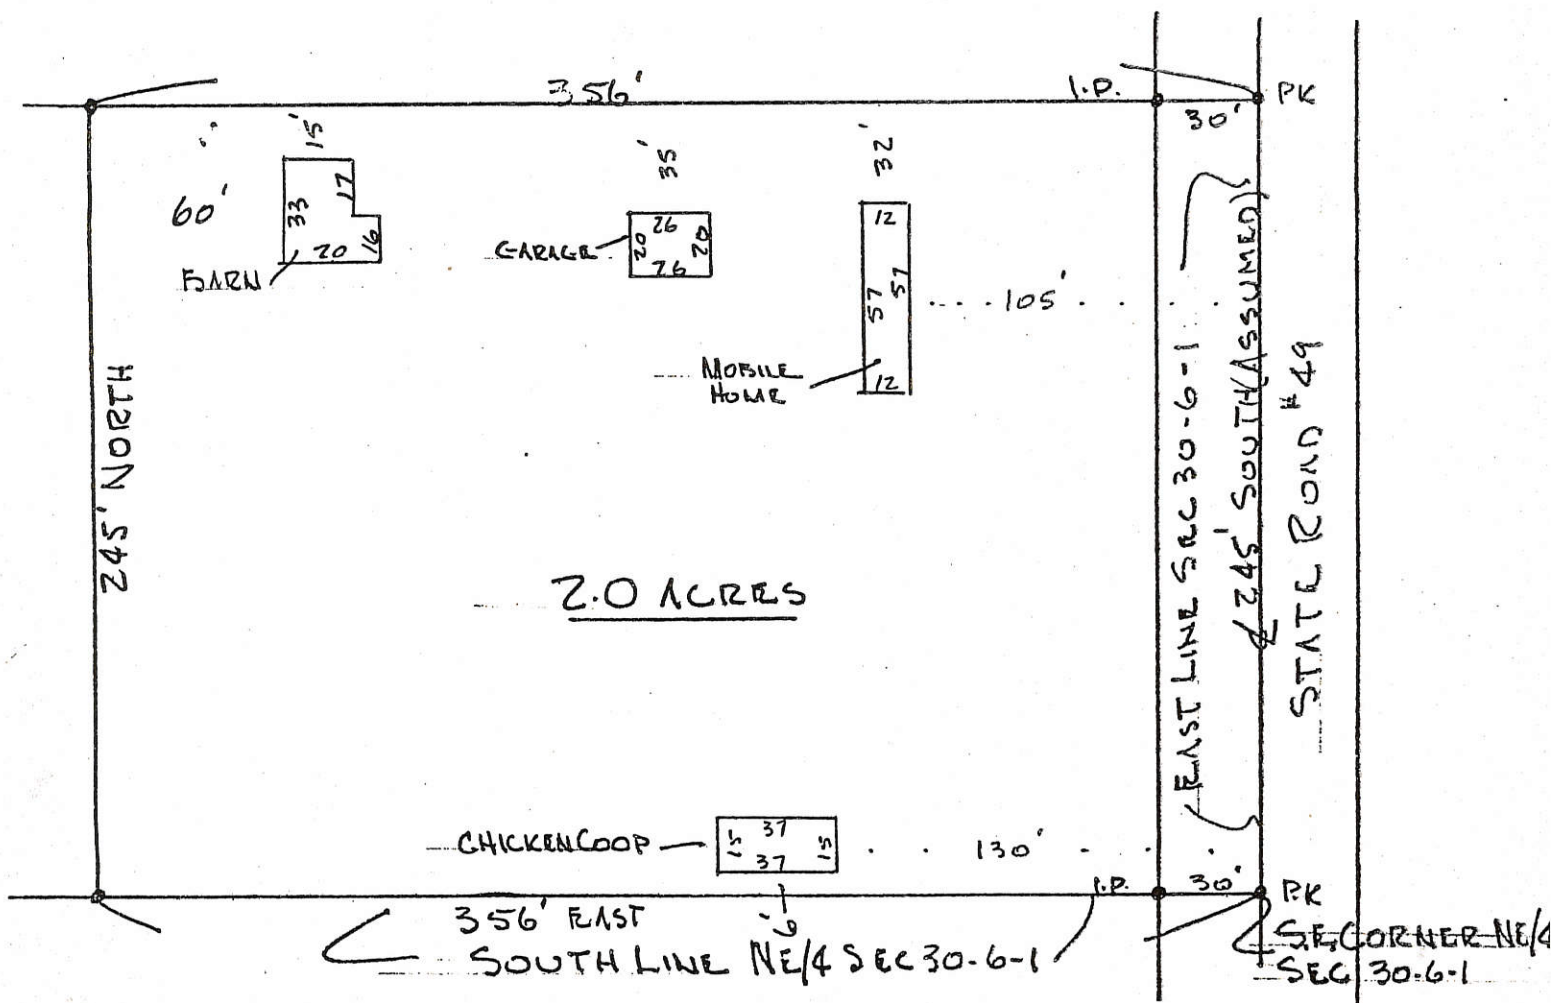 356'
I.P.
PK
30'
15'
35'
32'
60'
33
17
20
16
BARN
GARAGE
26
20
20
26
12
57
57
12
MOBILE
HOME
105'
245' NORTH
2.0 ACRES
EAST LINE SEC 30-6-1
245' SOUTH (ASSUMED)
STATE ROAD #49
CHICKEN COOP
37
15
15
37
130'
I.P.
30'
P.K
356' EAST
6'
SOUTH LINE NE/4 SEC 30-6-1
S.E. CORNER NE/4
SEC 30-6-1